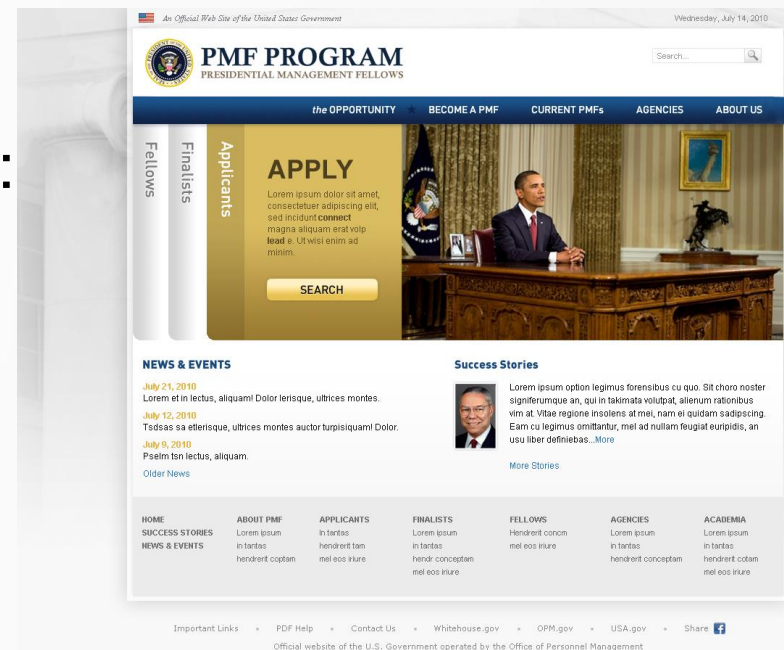 An Official Web Site of the United States Government
Wednesday, July 14, 2010
PMF PROGRAM
PRESIDENTIAL MANAGEMENT FELLOWS
Search...
the OPPORTUNITY
BECOME A PMF
CURRENT PMFs
AGENCIES
ABOUT US
Fellows
Finalists
Applicants
APPLY
Lorem ipsum dolor sit amet,
consectetuer adipiscing elit,
sed incidunt connect
magna aliquam erat volp
lead e. Ut wisi enim ad
minim.
SEARCH
NEWS & EVENTS
July 21, 2010
Lorem et in lectus, aliquam! Dolor lerisque, ultrices montes.
July 12, 2010
Tsdsas sa etlerisque, ultrices montes auctor turpisiquam! Dolor.
July 9, 2010
Pselm tsn lectus, aliquam.
Older News
Success Stories
Lorem ipsum option legimus forensibus cu quo. Sit choro noster
signiferumque an, qui in takimata volutpat, alienum rationibus
vim at. Vitae regione insolens at mei, nam ei quidam sadipscing.
Eam cu legimus omittantur, mel ad nullam feugiat euripidis, an
usu liber definiebas...More
More Stories
HOME
SUCCESS STORIES
NEWS & EVENTS
ABOUT PMF
Lorem ipsum
in tantas
hendrerit coptam
APPLICANTS
In tantas
hendrerit tam
mel eos iriure
FINALISTS
Lorem ipsum
in tantas
hendr conceptam
mel eos iriure
FELLOWS
Hendrerit concm
mel eos iriure
AGENCIES
Lorem ipsum
in tantas
hendrerit conceptam
ACADEMIA
Lorem ipsum
in tantas
hendrerit cotam
mel eos iriure
Important Links • PDF Help • Contact Us • Whitehouse.gov • OPM.gov • USA.gov • Share
Official website of the U.S. Government operated by the Office of Personnel Management